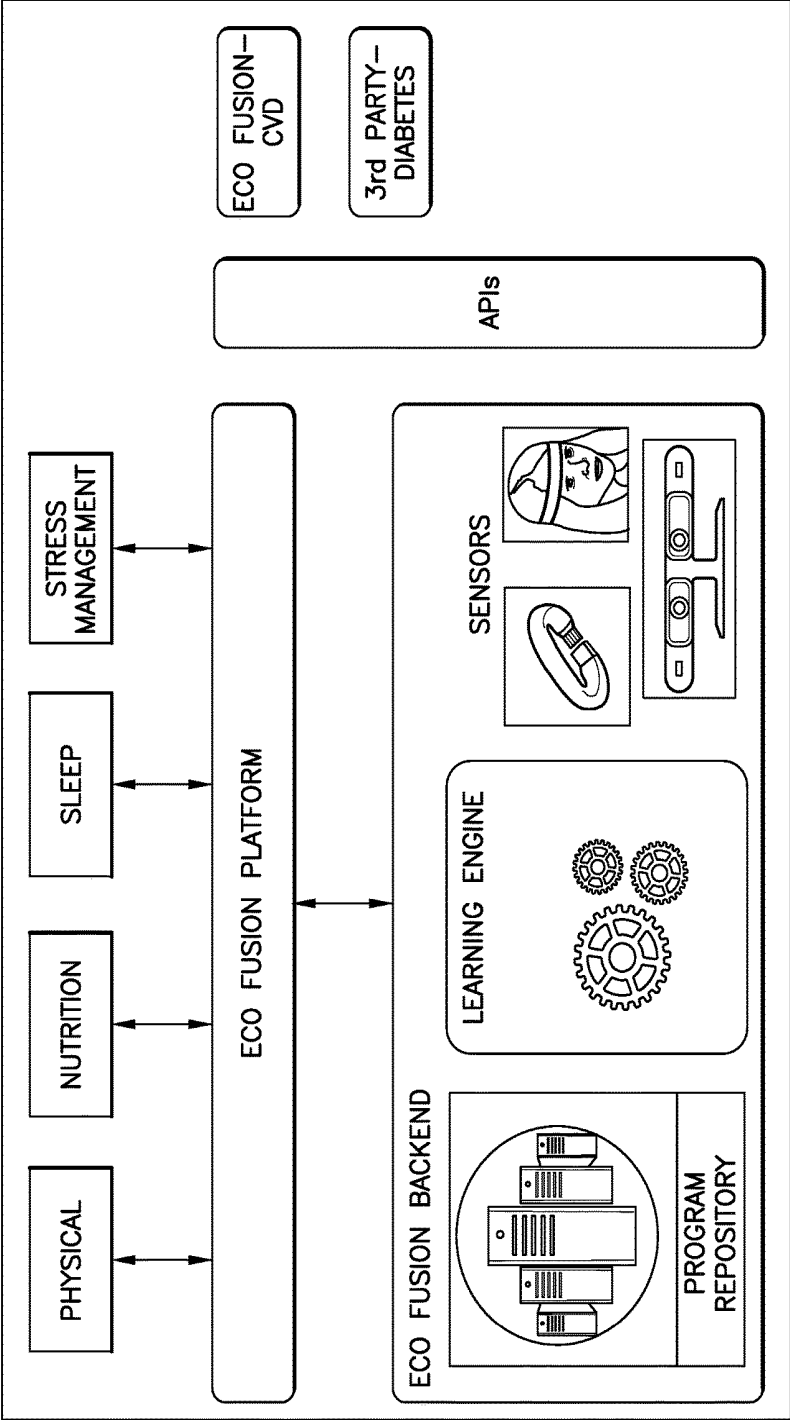 PHYSICAL
NUTRITION
SLEEP
STRESS
MANAGEMENT
ECO FUSION PLATFORM
ECO FUSION BACKEND
PROGRAM
REPOSITORY
LEARNING ENGINE
SENSORS
APIs
ECO FUSION–
CVD
3rd PARTY–
DIABETES